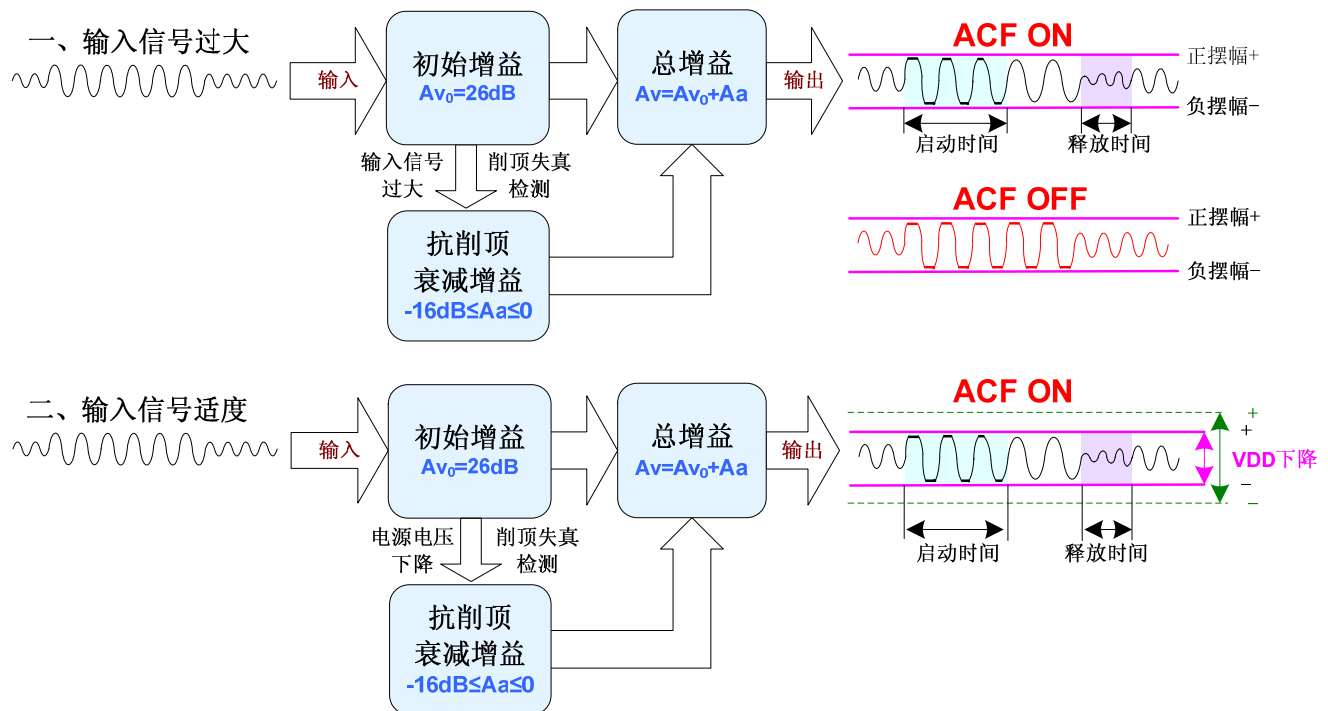 一、输入信号过大
输入
初始增益
Av₀=26dB
总增益
Av=Av₀+Aa
输出
ACF ON
正摆幅+
负摆幅−
启动时间
释放时间
输入信号
过大
削顶失真
检测
抗削顶
衰减增益
-16dB≤Aa≤0
ACF OFF
正摆幅+
负摆幅−
二、输入信号适度
输入
初始增益
Av₀=26dB
总增益
Av=Av₀+Aa
输出
ACF ON
+
+
VDD下降
−
−
启动时间
释放时间
电源电压
下降
削顶失真
检测
抗削顶
衰减增益
-16dB≤Aa≤0